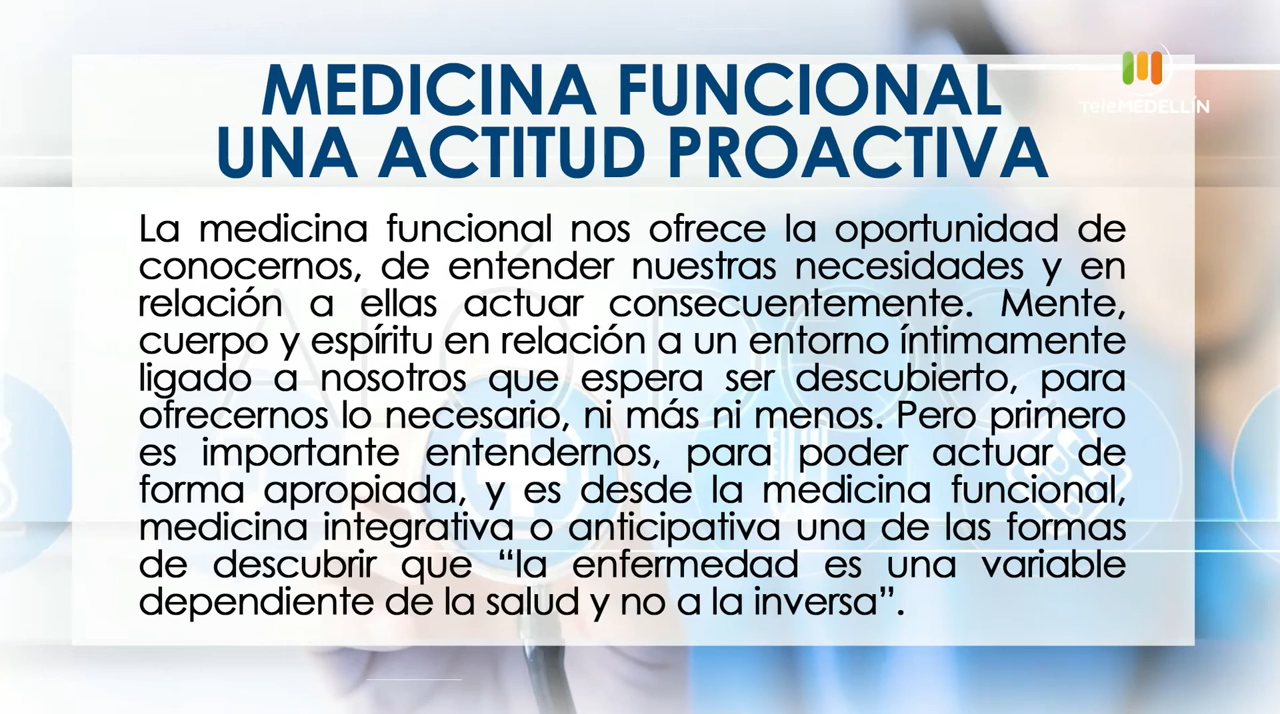 MEDICINA FUNCIONAL
UNA ACTITUD PROACTIVA
TeleMEDELLÍN
La medicina funcional nos ofrece la oportunidad de
conocernos, de entender nuestras necesidades y en
relación a ellas actuar consecuentemente. Mente,
cuerpo y espíritu en relación a un entorno íntimamente
ligado a nosotros que espera ser descubierto, para
ofrecernos lo necesario, ni más ni menos. Pero primero
es importante entendernos, para poder actuar de
forma apropiada, y es desde la medicina funcional,
medicina integrativa o anticipativa una de las formas
de descubrir que “la enfermedad es una variable
dependiente de la salud y no a la inversa”.